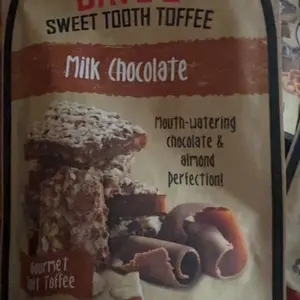 SWEET TOOTH TOFFEE
Milk Chocolate
Mouth-watering
chocolate &
almond
perfection!
Gourmet
Toffee